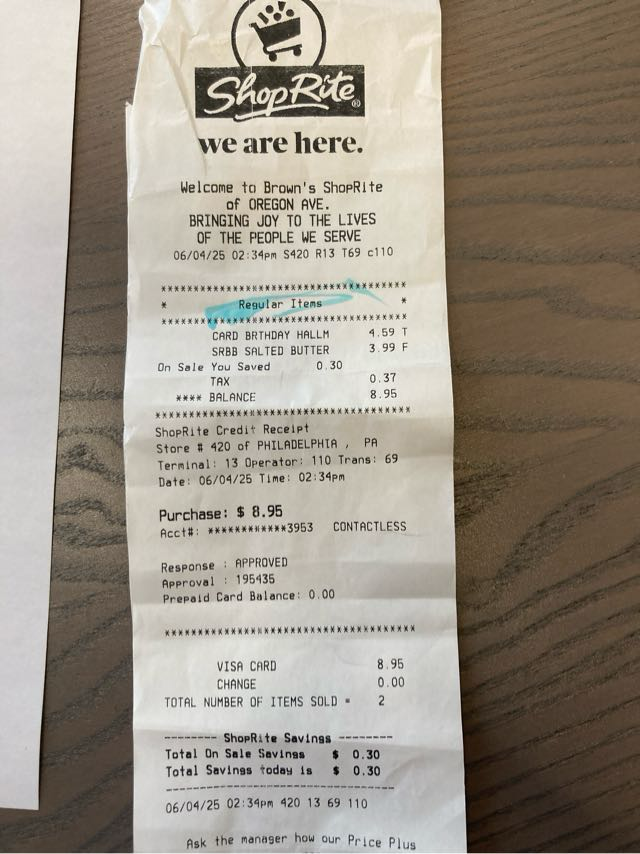 ShopRite®
we are here.
Welcome to Brown's ShopRite
of OREGON AVE.
BRINGING JOY TO THE LIVES
OF THE PEOPLE WE SERVE
06/04/25 02:34pm S420 R13 T69 c110
******************************************
* Regular Items *
******************************************
CARD BRTHDAY HALLM 4.59 T
SRBB SALTED BUTTER 3.99 F
On Sale You Saved 0.30
TAX 0.37
**** BALANCE 8.95
******************************************
ShopRite Credit Receipt
Store # 420 of PHILADELPHIA , PA
Terminal: 13 Operator: 110 Trans: 69
Date: 06/04/25 Time: 02:34pm
Purchase: $ 8.95
Acct#: ************3953 CONTACTLESS
Response : APPROVED
Approval : 195435
Prepaid Card Balance: 0.00
******************************************
VISA CARD 8.95
CHANGE 0.00
TOTAL NUMBER OF ITEMS SOLD = 2
--------- ShopRite Savings --------
Total On Sale Savings $ 0.30
Total Savings today is $ 0.30
-----------------------------------
06/04/25 02:34pm 420 13 69 110
Ask the manager how our Price Plus